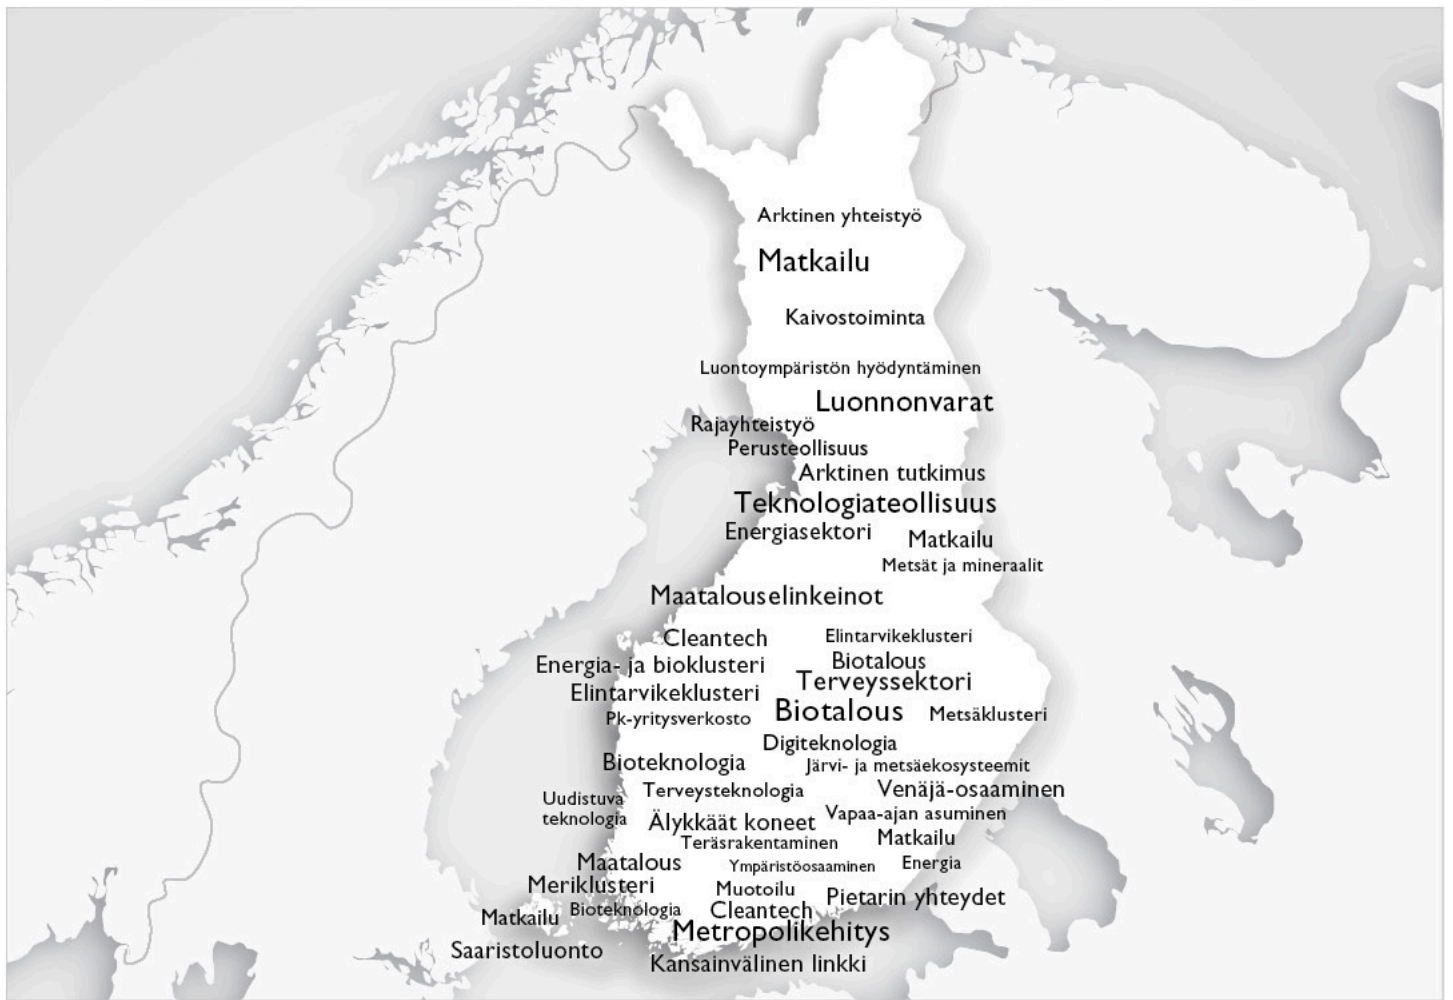 Arktinen yhteistyö
Matkailu
Kaivostoiminta
Luontoympäristön hyödyntäminen
Luonnonvarat
Rajayhteistyö
Perusteollisuus
Arktinen tutkimus
Teknologiateollisuus
Energiasektori
Matkailu
Metsät ja mineraalit
Maatalouselinkeinot
Cleantech
Elintarvikeklusteri
Energia- ja bioklusteri
Biotalous
Terveyssektori
Elintarvikeklusteri
Biotalous
Metsäklusteri
Pk-yritysverkosto
Digiteknologia
Bioteknologia
Järvi- ja metsäekosysteemit
Terveysteknologia
Venäjä-osaaminen
Uudistuva
teknologia
Vapaa-ajan asuminen
Älykkäät koneet
Teräsrakentaminen
Matkailu
Maatalous
Ympäristöosaaminen
Energia
Meriklusteri
Muotoilu
Pietarin yhteydet
Bioteknologia
Cleantech
Matkailu
Metropolikehitys
Saaristoluonto
Kansainvälinen linkki